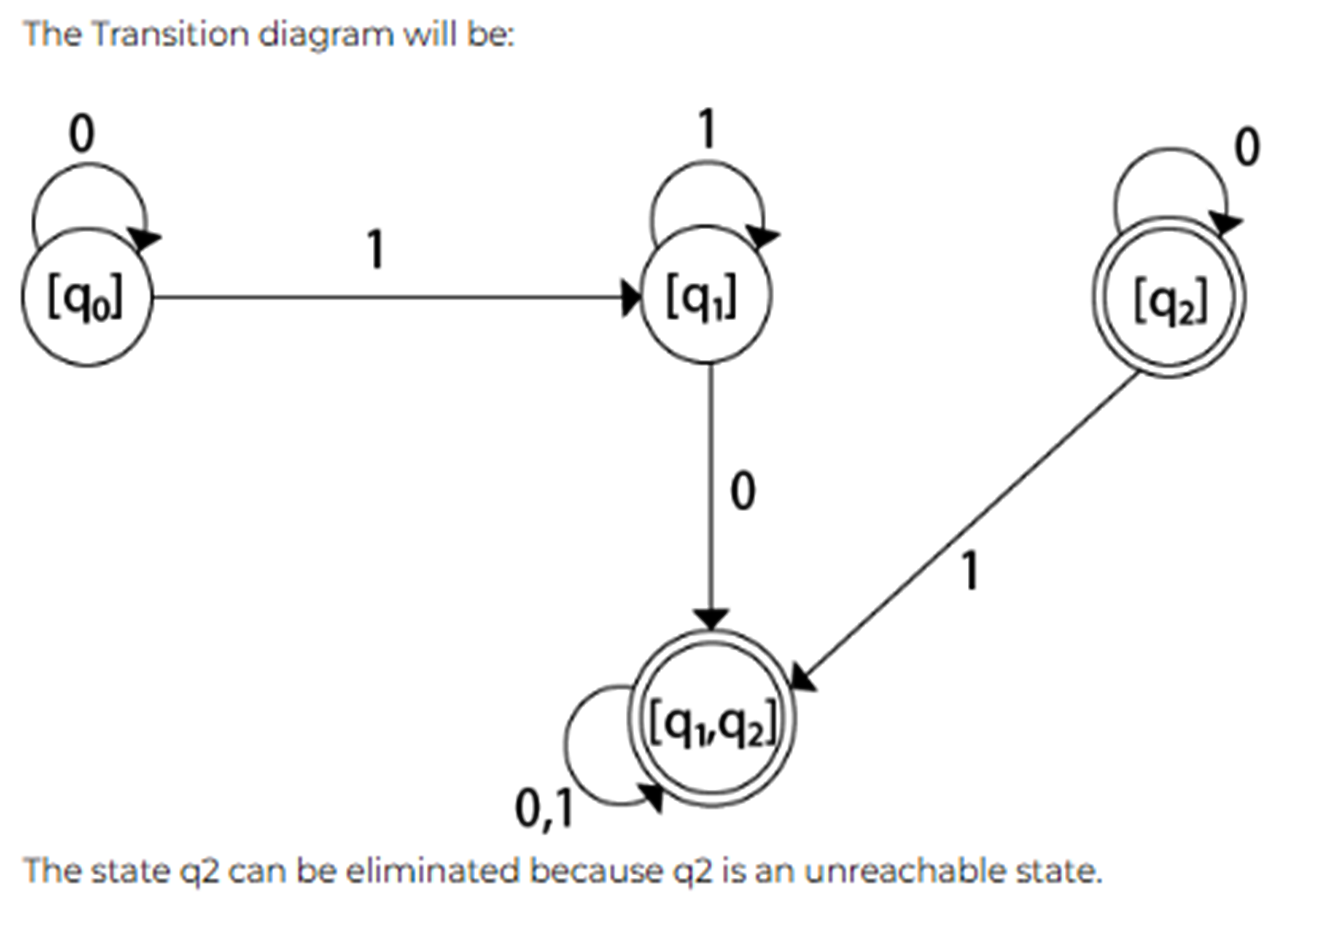 The Transition diagram will be:
0
1
0
1
[q₀]
[q₁]
[q₂]
0
1
[q₁,q₂]
0,1
The state q2 can be eliminated because q2 is an unreachable state.